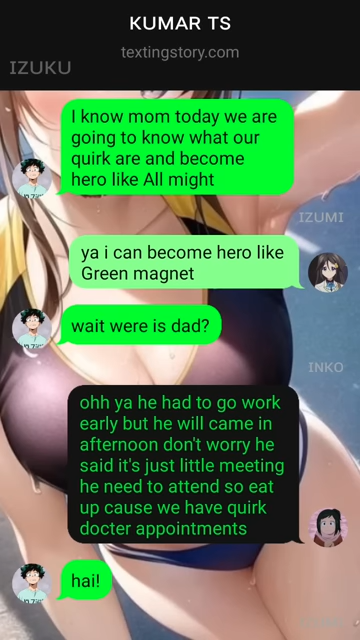 KUMAR TS
textingstory.com
IZUKU
I know mom today we are
going to know what our
quirk are and become
hero like All might
IZUMI
ya i can become hero like
Green magnet
wait were is dad?
INKO
ohh ya he had to go work
early but he will came in
afternoon don't worry he
said it's just little meeting
he need to attend so eat
up cause we have quirk
docter appointments
hai!